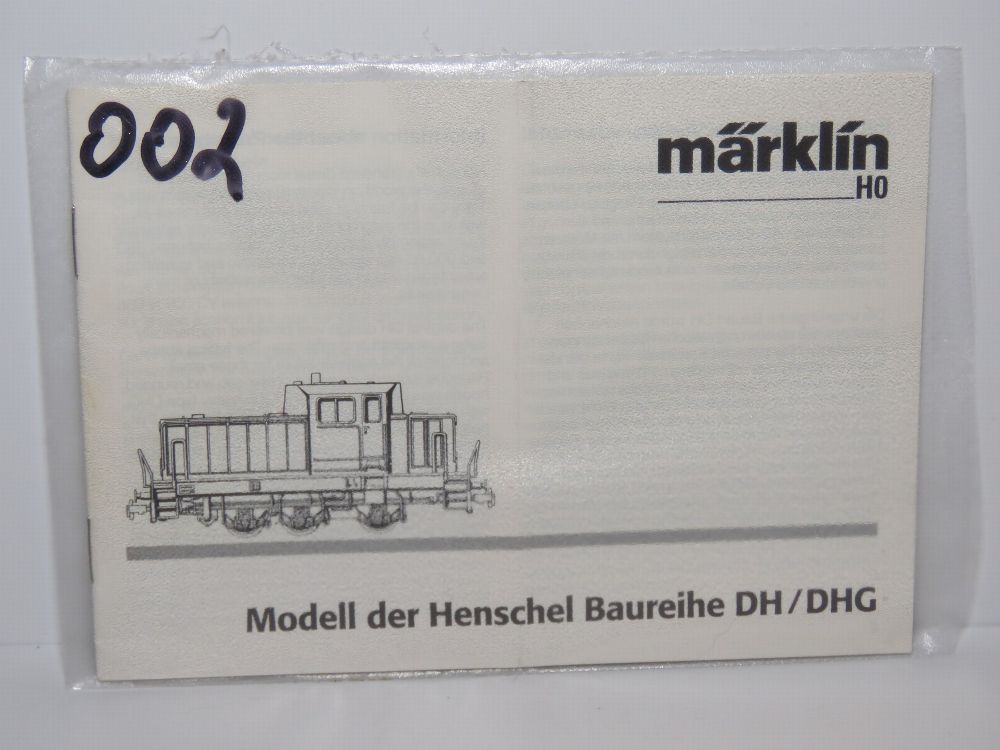 002
märklin
H0
Modell der Henschel Baureihe DH/DHG